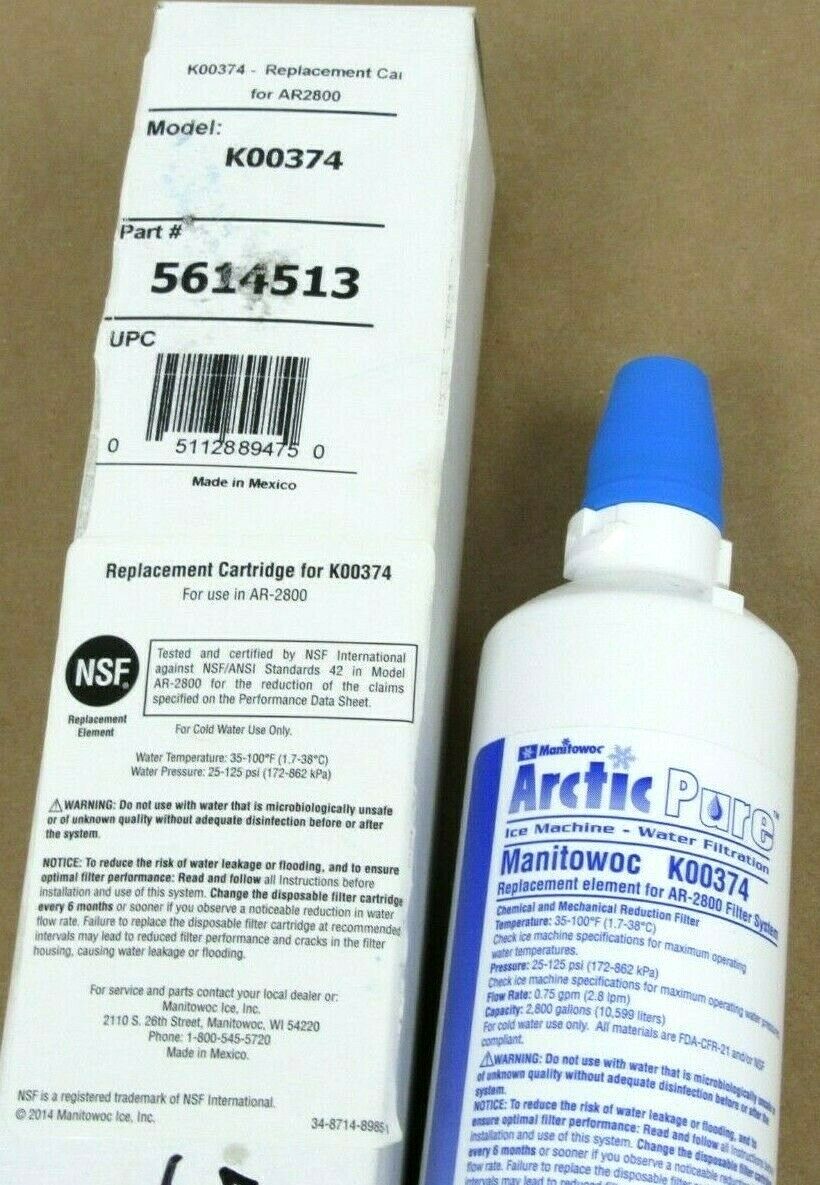 K00374 - Replacement Car
for AR2800
Model:
K00374
Part #
5614513
UPC
0 51128 89475 0
Made in Mexico
Replacement Cartridge for K00374
For use in AR-2800
NSF®
Replacement
Element
Tested and certified by NSF International
against NSF/ANSI Standards 42 in Model
AR-2800 for the reduction of the claims
specified on the Performance Data Sheet.
For Cold Water Use Only.
Water Temperature: 35-100°F (1.7-38°C)
Water Pressure: 25-125 psi (172-862 kPa)
⚠WARNING: Do not use with water that is microbiologically unsafe
or of unknown quality without adequate disinfection before or after
the system.
NOTICE: To reduce the risk of water leakage or flooding, and to ensure
optimal filter performance: Read and follow all Instructions before
installation and use of this system. Change the disposable filter cartridge
every 6 months or sooner if you observe a noticeable reduction in water
flow rate. Failure to replace the disposable filter cartridge at recommended
intervals may lead to reduced filter performance and cracks in the filter
housing, causing water leakage or flooding.
For service and parts contact your local dealer or:
Manitowoc Ice, Inc.
2110 S. 26th Street, Manitowoc, WI 54220
Phone: 1-800-545-5720
Made in Mexico.
NSF is a registered trademark of NSF International.
© 2014 Manitowoc Ice, Inc.
34-8714-8985
Manitowoc
Arctic Pure™
Ice Machine - Water Filtration
Manitowoc K00374
Replacement element for AR-2800 Filter System
Chemical and Mechanical Reduction Filter
Temperature: 35-100°F (1.7-38°C)
Check ice machine specifications for maximum operating
water temperatures.
Pressure: 25-125 psi (172-862 kPa)
Check ice machine specifications for maximum operating water pressure
Flow Rate: 0.75 gpm (2.8 lpm)
Capacity: 2,800 gallons (10,599 liters)
For cold water use only. All materials are FDA-CFR-21 and/or NSF
compliant.
⚠WARNING: Do not use with water that is microbiologically
of unknown quality without adequate disinfection before or after the
system.
NOTICE: To reduce the risk of water leakage or flooding, and to
ensure optimal filter performance: Read and follow all Instructions
installation and use of this system. Change the disposable filter cartridge
every 6 months or sooner if you observe a noticeable
flow rate. Failure to replace the disposable filter
intervals may lead to reduced